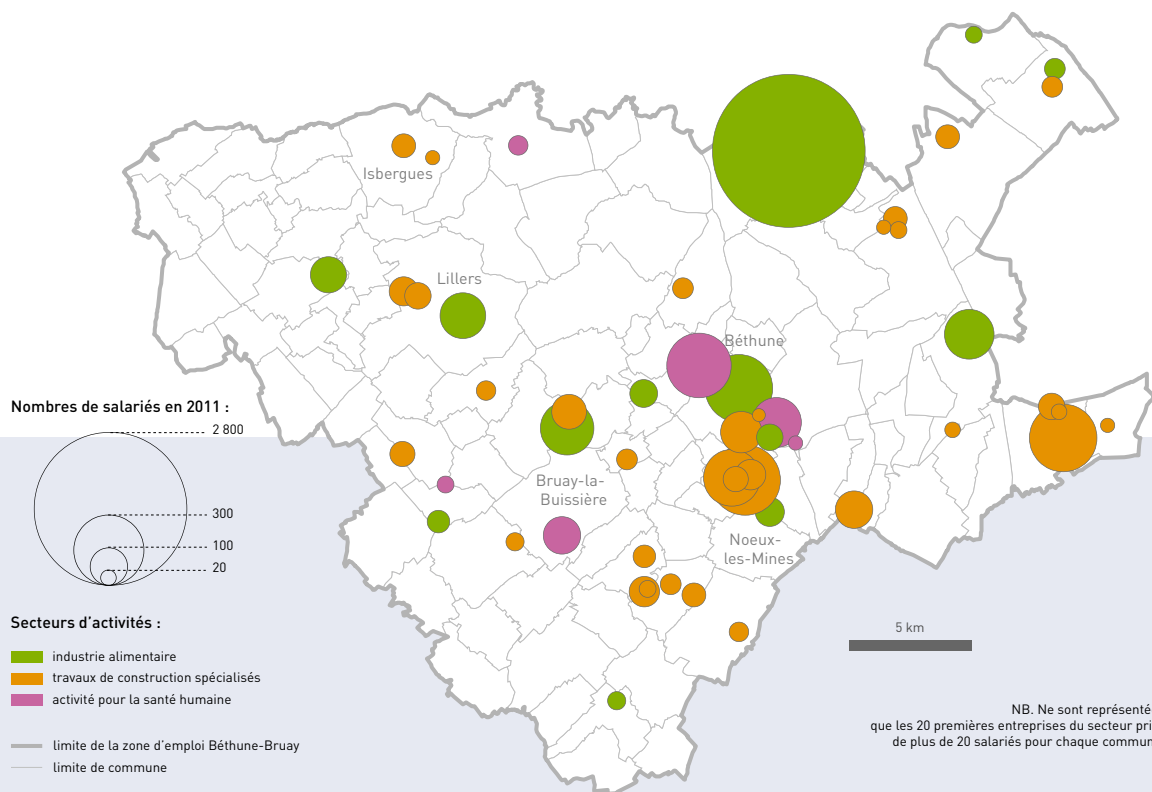 Isbergues
Lillers
Béthune
Bruay-la-
Buissière
Noeux-
les-Mines
Nombres de salariés en 2011 :
2 800
300
100
20
Secteurs d'activités :
industrie alimentaire
travaux de construction spécialisés
activité pour la santé humaine
limite de la zone d'emploi Béthune-Bruay
limite de commune
5 km
NB. Ne sont représenté
que les 20 premières entreprises du secteur pri
de plus de 20 salariés pour chaque commun